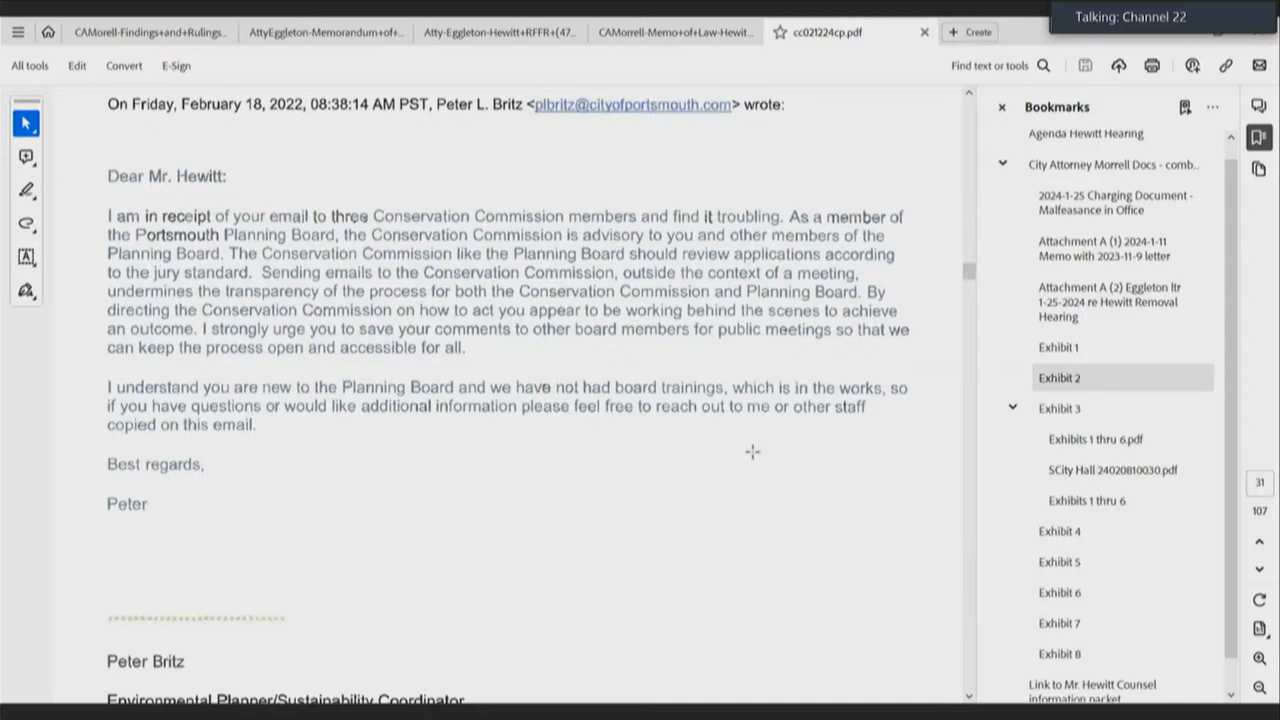 Talking: Channel 22
CAMorell-Findings+and+Rulings...
AttyEggleton-Memorandum+of+...
Atty-Eggleton-Hewitt+RFFR+(47...
CAMorrell-Memo+of+Law-Hewit...
cc021224cp.pdf
Create
All tools
Edit
Convert
E-Sign
Find text or tools
On Friday, February 18, 2022, 08:38:14 AM PST, Peter L. Britz <plbritz@cityofportsmouth.com> wrote:
Dear Mr. Hewitt:
I am in receipt of your email to three Conservation Commission members and find it troubling. As a member of
the Portsmouth Planning Board, the Conservation Commission is advisory to you and other members of the
Planning Board. The Conservation Commission like the Planning Board should review applications according
to the jury standard. Sending emails to the Conservation Commission, outside the context of a meeting,
undermines the transparency of the process for both the Conservation Commission and Planning Board. By
directing the Conservation Commission on how to act you appear to be working behind the scenes to achieve
an outcome. I strongly urge you to save your comments to other board members for public meetings so that we
can keep the process open and accessible for all.
I understand you are new to the Planning Board and we have not had board trainings, which is in the works, so
if you have questions or would like additional information please feel free to reach out to me or other staff
copied on this email.
Best regards,
Peter
Peter Britz
Environmental Planner/Sustainability Coordinator
Bookmarks
Agenda Hewitt Hearing
City Attorney Morrell Docs - comb...
2024-1-25 Charging Document -
Malfeasance in Office
Attachment A (1) 2024-1-11
Memo with 2023-11-9 letter
Attachment A (2) Eggleton ltr
1-25-2024 re Hewitt Removal
Hearing
Exhibit 1
Exhibit 2
Exhibit 3
Exhibits 1 thru 6.pdf
SCity Hall 24020810030.pdf
Exhibits 1 thru 6
Exhibit 4
Exhibit 5
Exhibit 6
Exhibit 7
Exhibit 8
Link to Mr. Hewitt Counsel
information packet
31
107